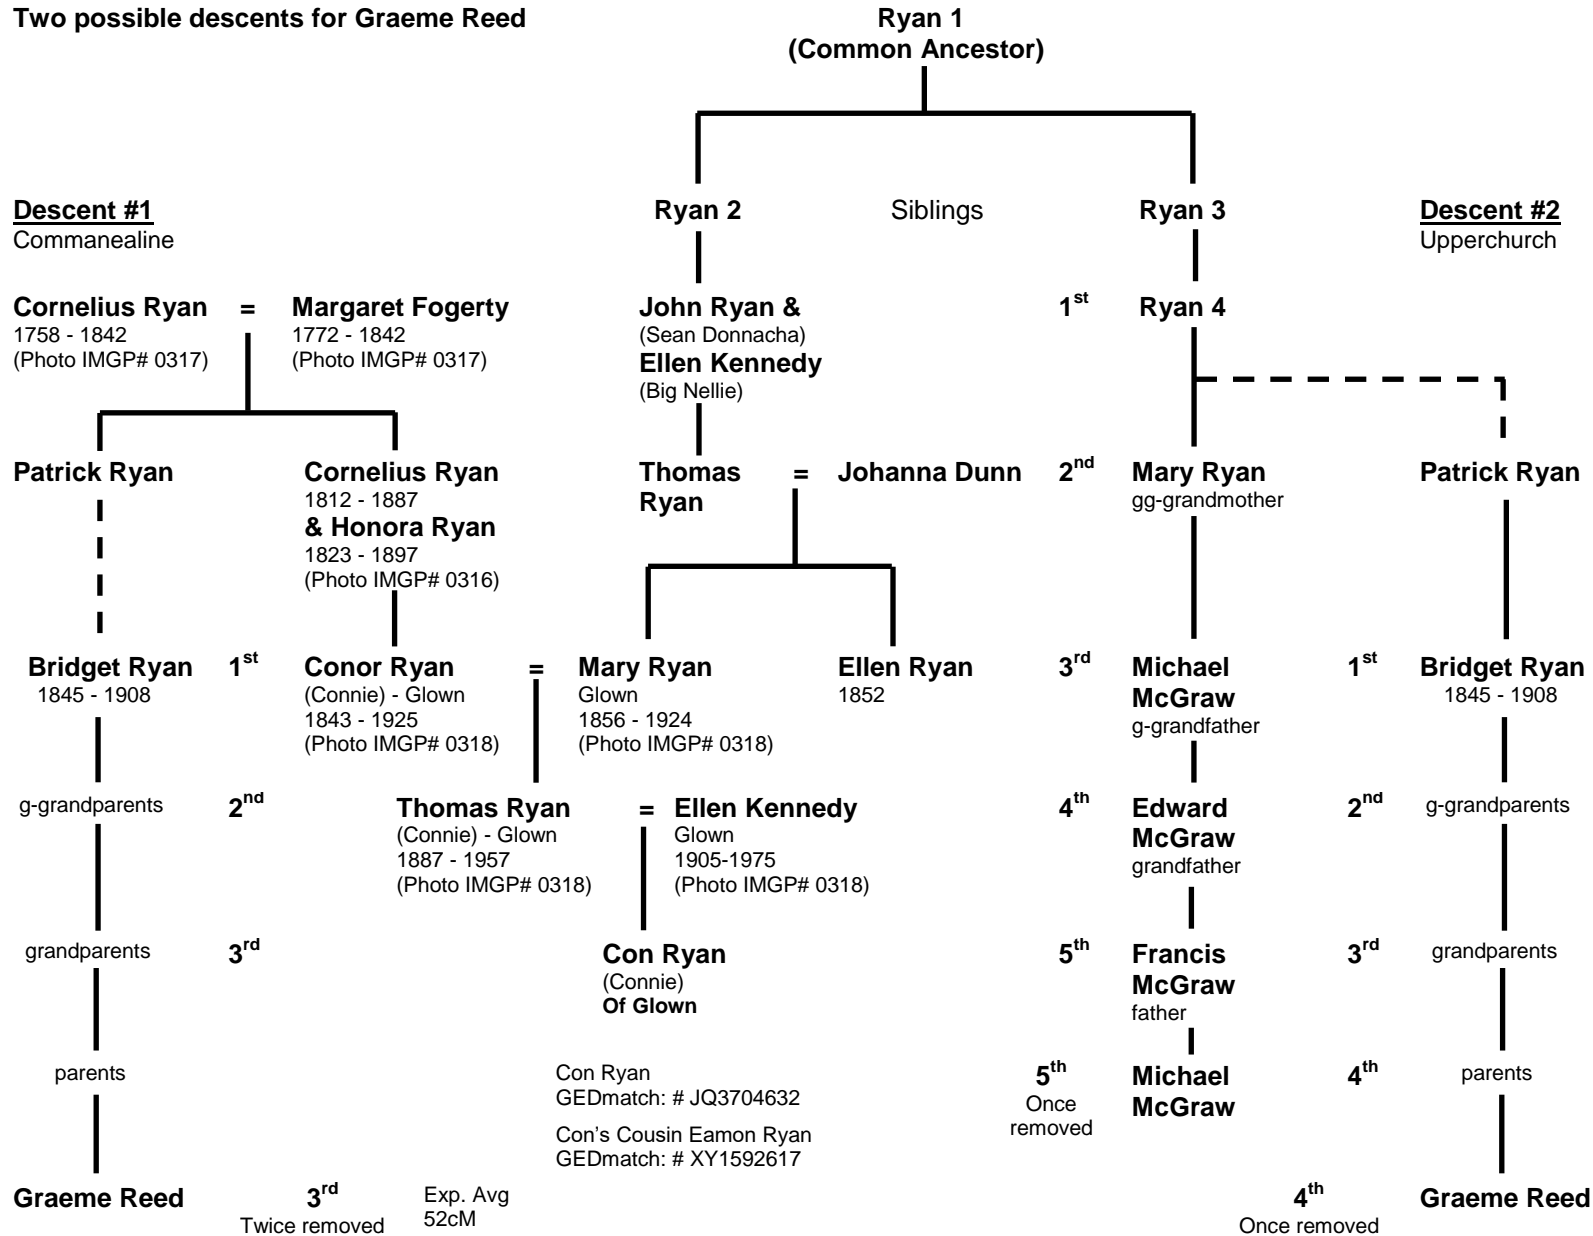 Two possible descents for Graeme Reed
Ryan 1
(Common Ancestor)
Descent #1
Commanealine
Ryan 2
Siblings
Ryan 3
Descent #2
Upperchurch
Cornelius Ryan
1758 - 1842
(Photo IMGP# 0317)
=
Margaret Fogerty
1772 - 1842
(Photo IMGP# 0317)
John Ryan &
(Sean Donnacha)
Ellen Kennedy
(Big Nellie)
1st
Ryan 4
Patrick Ryan
Cornelius Ryan
1812 - 1887
& Honora Ryan
1823 - 1897
(Photo IMGP# 0316)
Thomas
Ryan
=
Johanna Dunn
2nd
Mary Ryan
gg-grandmother
Patrick Ryan
Bridget Ryan
1845 - 1908
1st
Conor Ryan
(Connie) - Glown
1843 - 1925
(Photo IMGP# 0318)
=
Mary Ryan
Glown
1856 - 1924
(Photo IMGP# 0318)
Ellen Ryan
1852
3rd
Michael
McGraw
g-grandfather
1st
Bridget Ryan
1845 - 1908
g-grandparents
2nd
Thomas Ryan
(Connie) - Glown
1887 - 1957
(Photo IMGP# 0318)
=
Ellen Kennedy
Glown
1905-1975
(Photo IMGP# 0318)
4th
Edward
McGraw
grandfather
2nd
g-grandparents
grandparents
3rd
Con Ryan
(Connie)
Of Glown
5th
Francis
McGraw
father
3rd
grandparents
parents
Con Ryan
GEDmatch: # JQ3704632
Con's Cousin Eamon Ryan
GEDmatch: # XY1592617
5th
Once
removed
Michael
McGraw
4th
parents
Graeme Reed
3rd
Twice removed
Exp. Avg
52cM
4th
Once removed
Graeme Reed